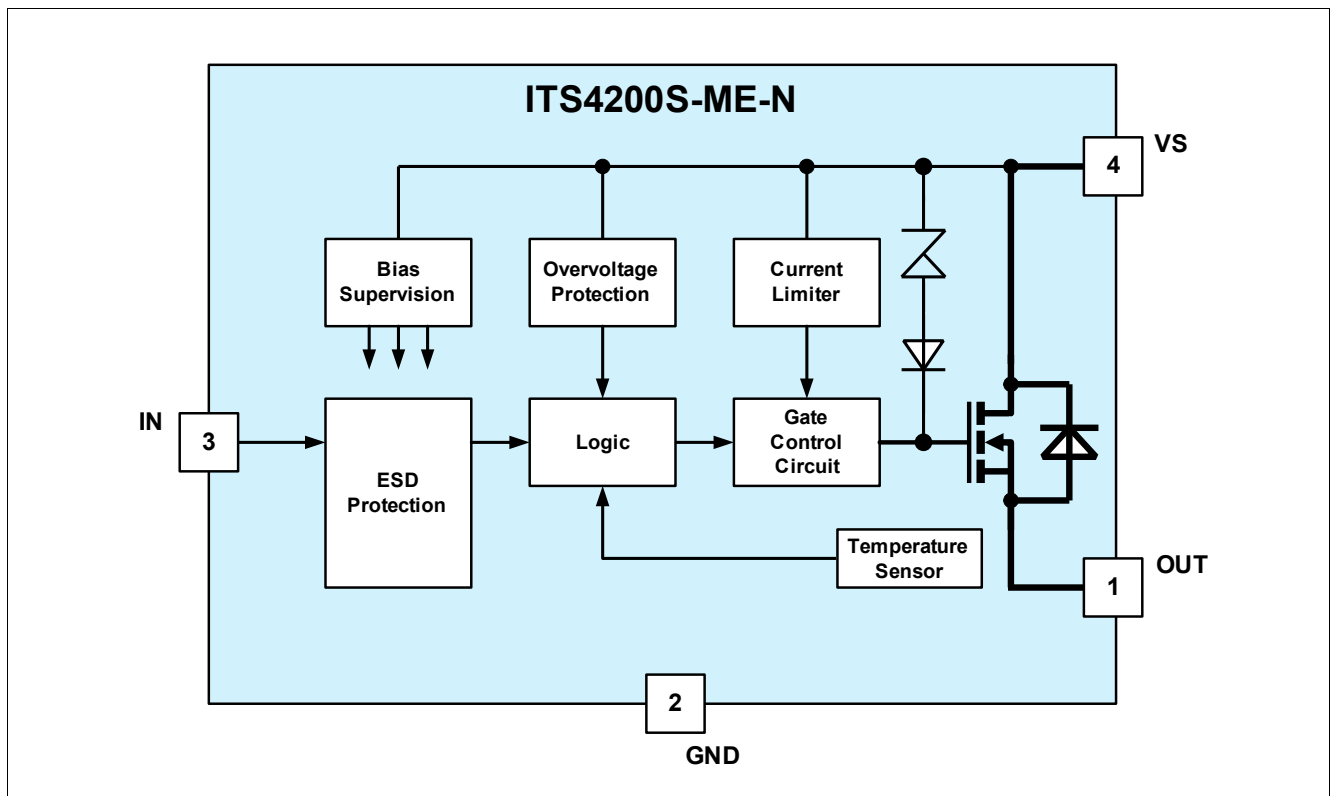 ITS4200S-ME-N
VS
4
Bias
Supervision
Overvoltage
Protection
Current
Limiter
IN
3
ESD
Protection
Logic
Gate
Control
Circuit
Temperature
Sensor
OUT
1
2
GND